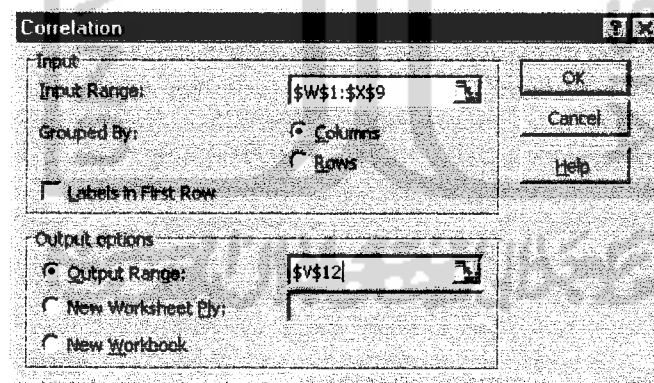 Correlation
Input
Input Range:
$W$1:$X$9
OK
Grouped By:
Columns
Cancel
Rows
Help
Labels in First Row
Output options
Output Range:
$V$12
New Worksheet Ply:
New Workbook